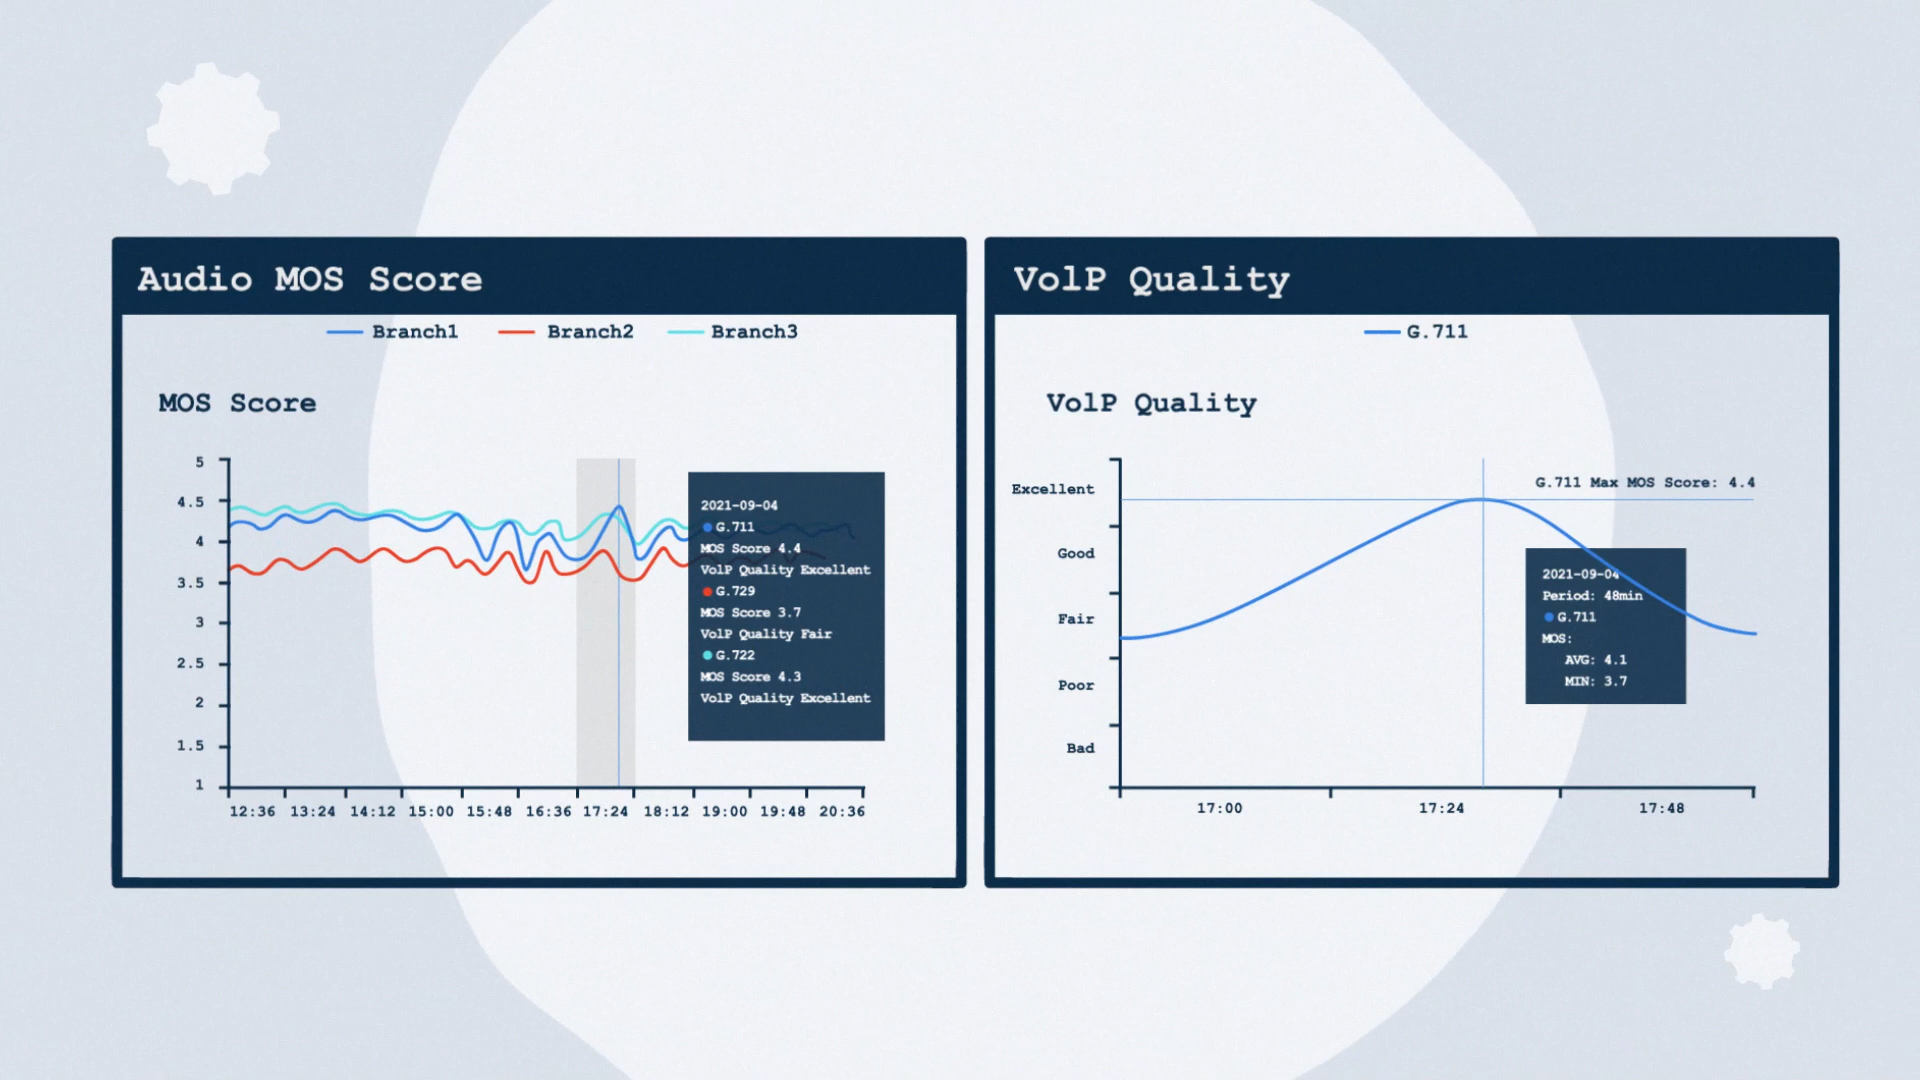 Audio MOS Score
Branch1 Branch2 Branch3
MOS Score
5
4.5
4
3.5
3
2.5
2
1.5
1
12:36 13:24 14:12 15:00 15:48 16:36 17:24 18:12 19:00 19:48 20:36
2021-09-04
G.711
MOS Score 4.4
VolP Quality Excellent
G.729
MOS Score 3.7
VolP Quality Fair
G.722
MOS Score 4.3
VolP Quality Excellent
VolP Quality
G.711
VolP Quality
G.711 Max MOS Score: 4.4
Excellent
Good
Fair
Poor
Bad
17:00 17:24 17:48
2021-09-04
Period: 48min
G.711
MOS:
AVG: 4.1
MIN: 3.7